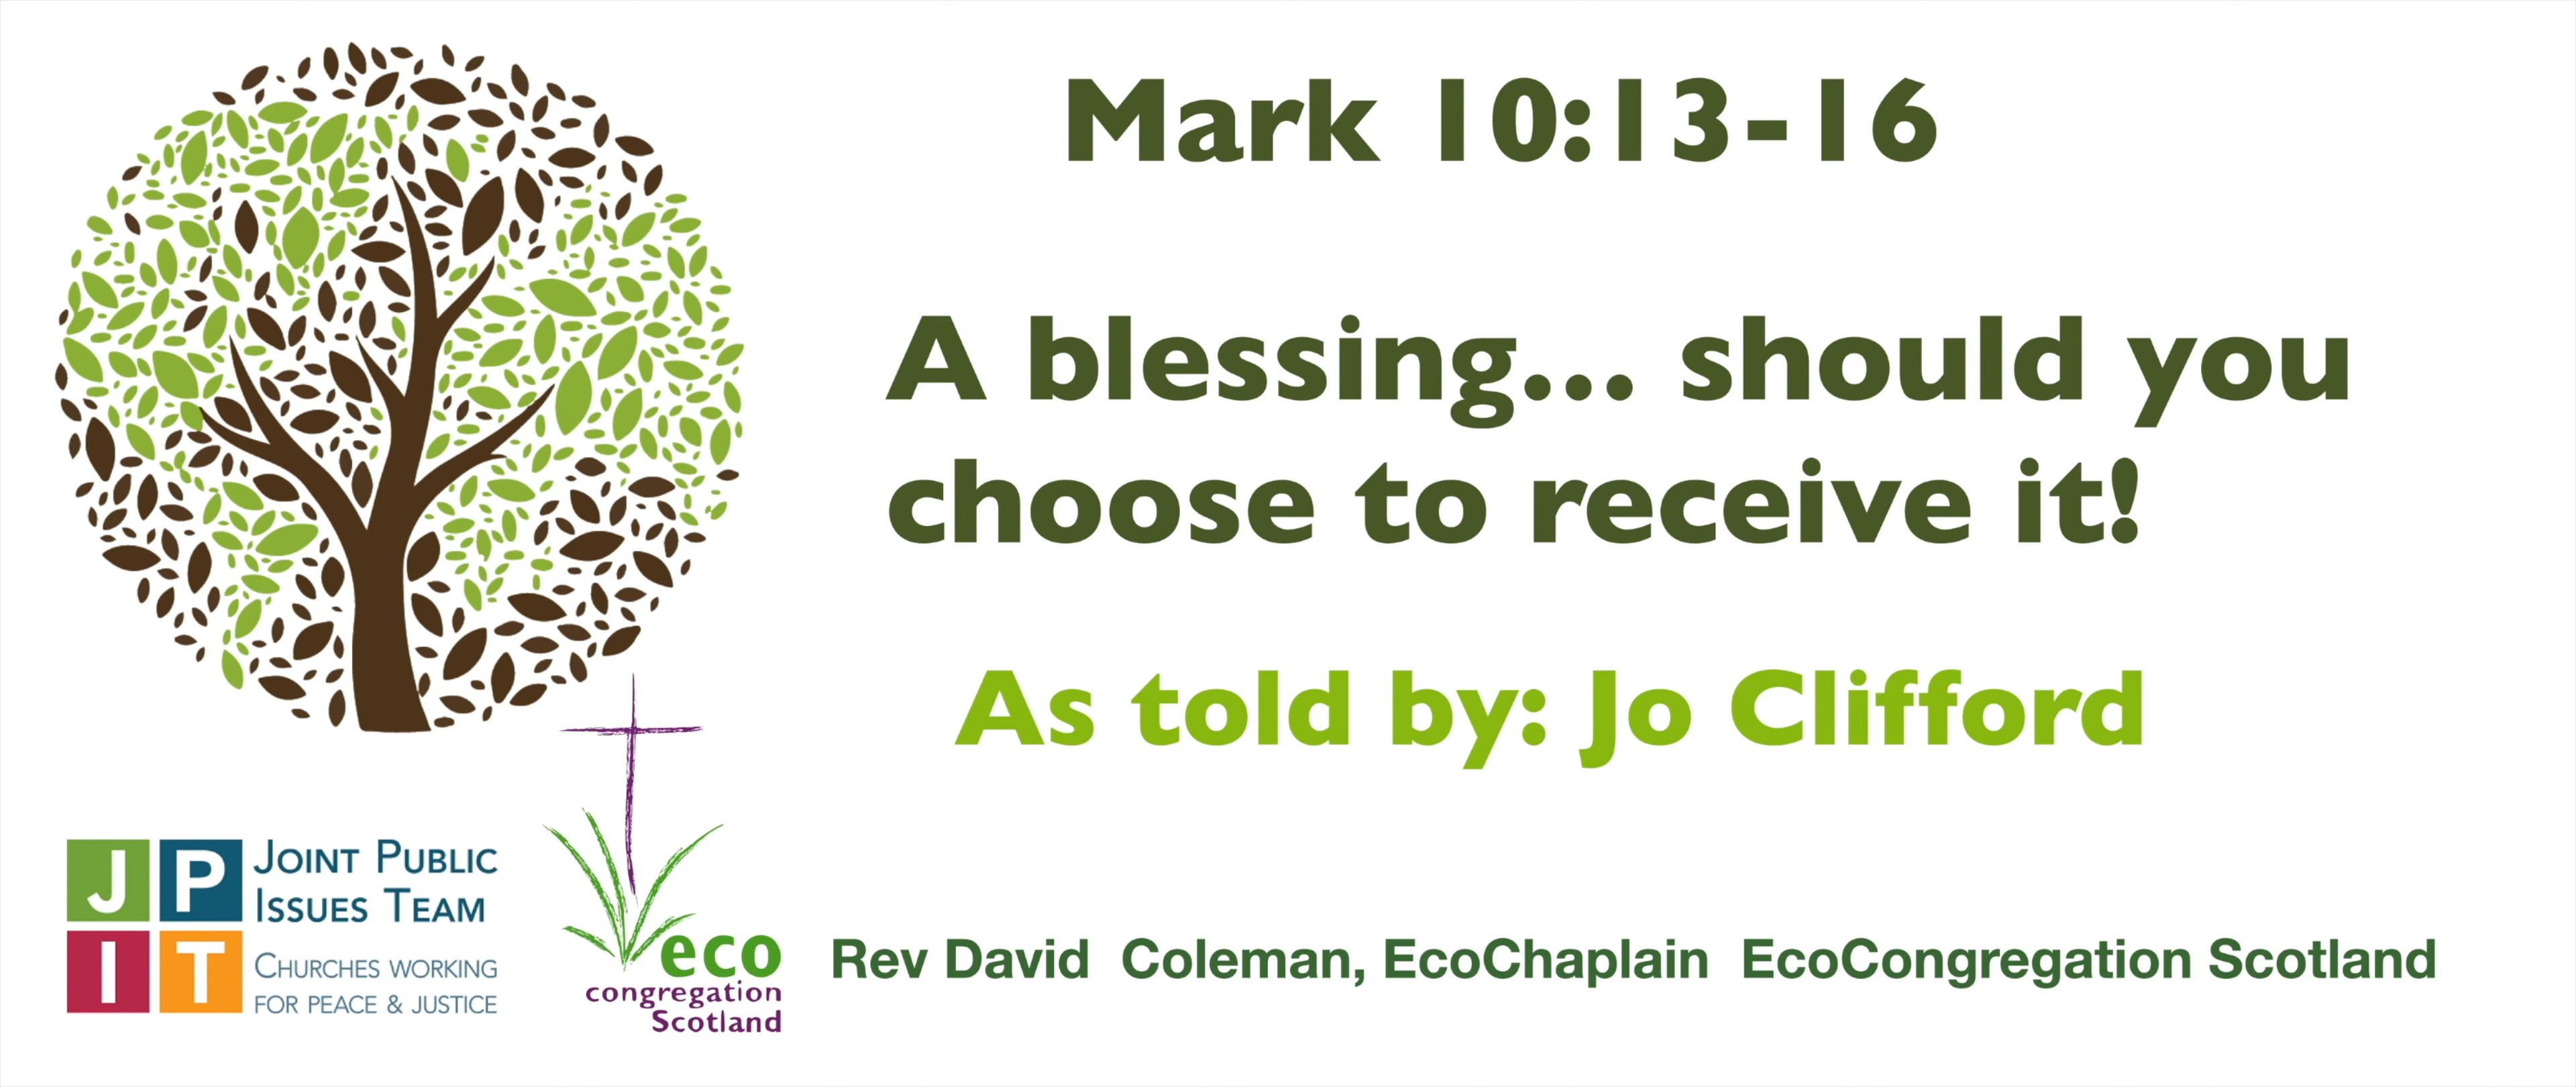 Mark 10:13-16
A blessing... should you
choose to receive it!
As told by: Jo Clifford
J P
I T
JOINT PUBLIC
ISSUES TEAM
CHURCHES WORKING
FOR PEACE & JUSTICE
eco
congregation
Scotland
Rev David  Coleman, EcoChaplain  EcoCongregation Scotland